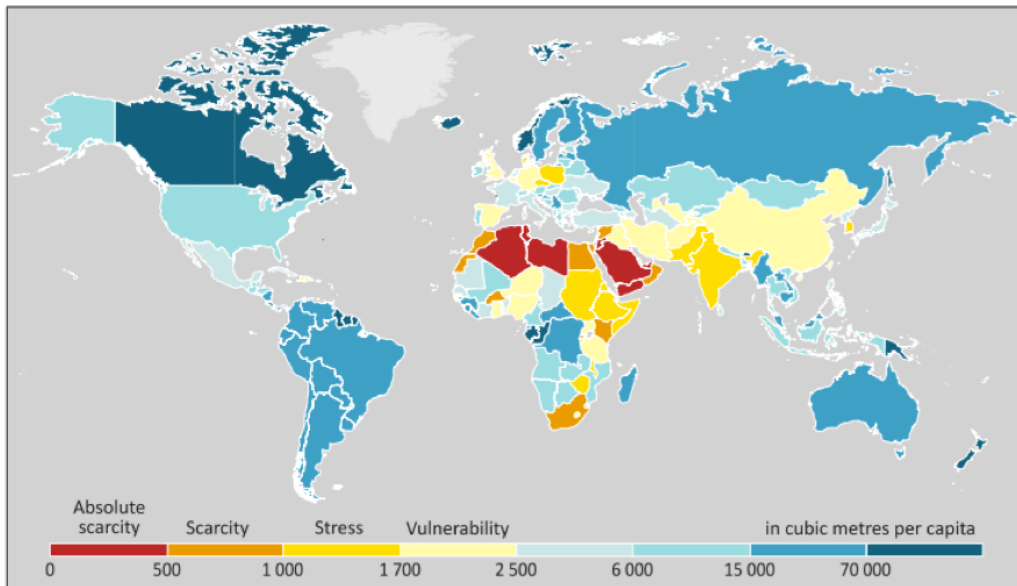 Absolute
scarcity
Scarcity
Stress
Vulnerability
in cubic metres per capita
0
500
1 000
1 700
2 500
6 000
15 000
70 000